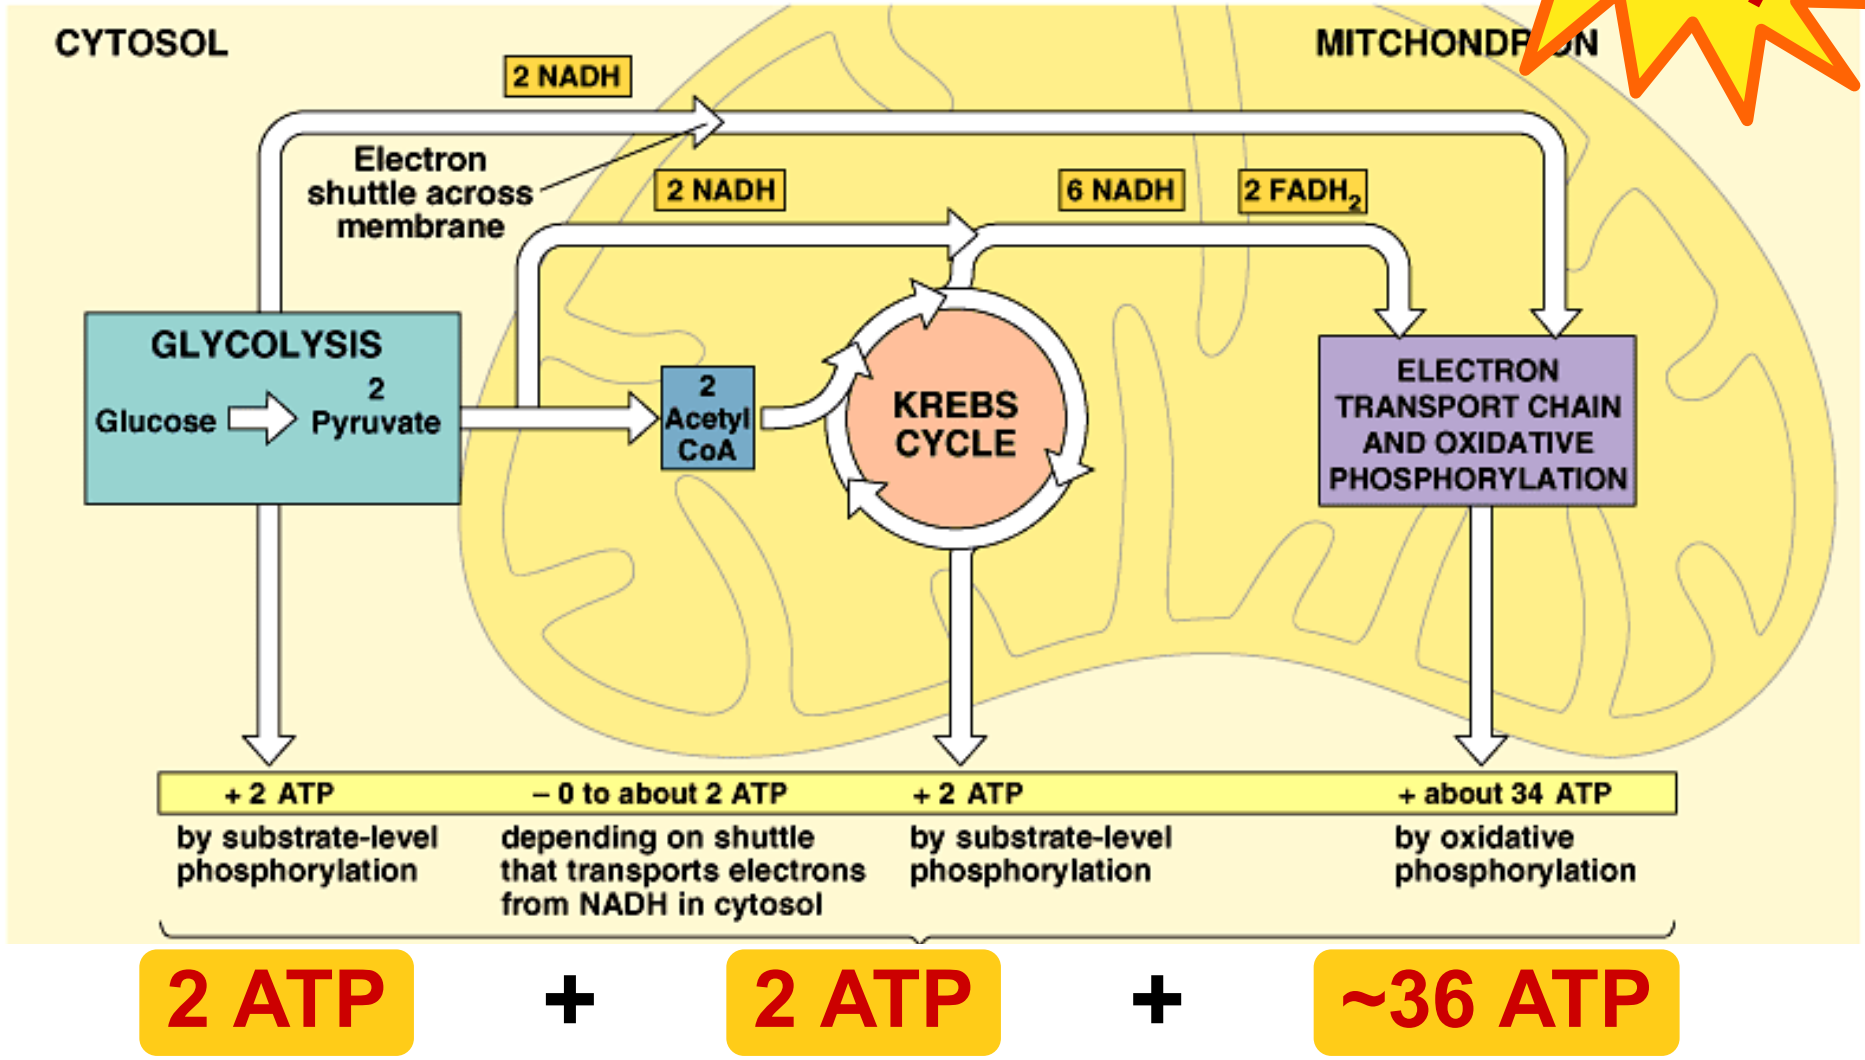 CYTOSOL
MITCHONDRION
2 NADH
Electron
shuttle across
membrane
2 NADH
6 NADH
2 FADH₂
GLYCOLYSIS
2
Glucose
Pyruvate
2
Acetyl
CoA
KREBS
CYCLE
ELECTRON
TRANSPORT CHAIN
AND OXIDATIVE
PHOSPHORYLATION
+ 2 ATP
by substrate-level
phosphorylation
– 0 to about 2 ATP
depending on shuttle
that transports electrons
from NADH in cytosol
+ 2 ATP
by substrate-level
phosphorylation
+ about 34 ATP
by oxidative
phosphorylation
2 ATP + 2 ATP + ~36 ATP